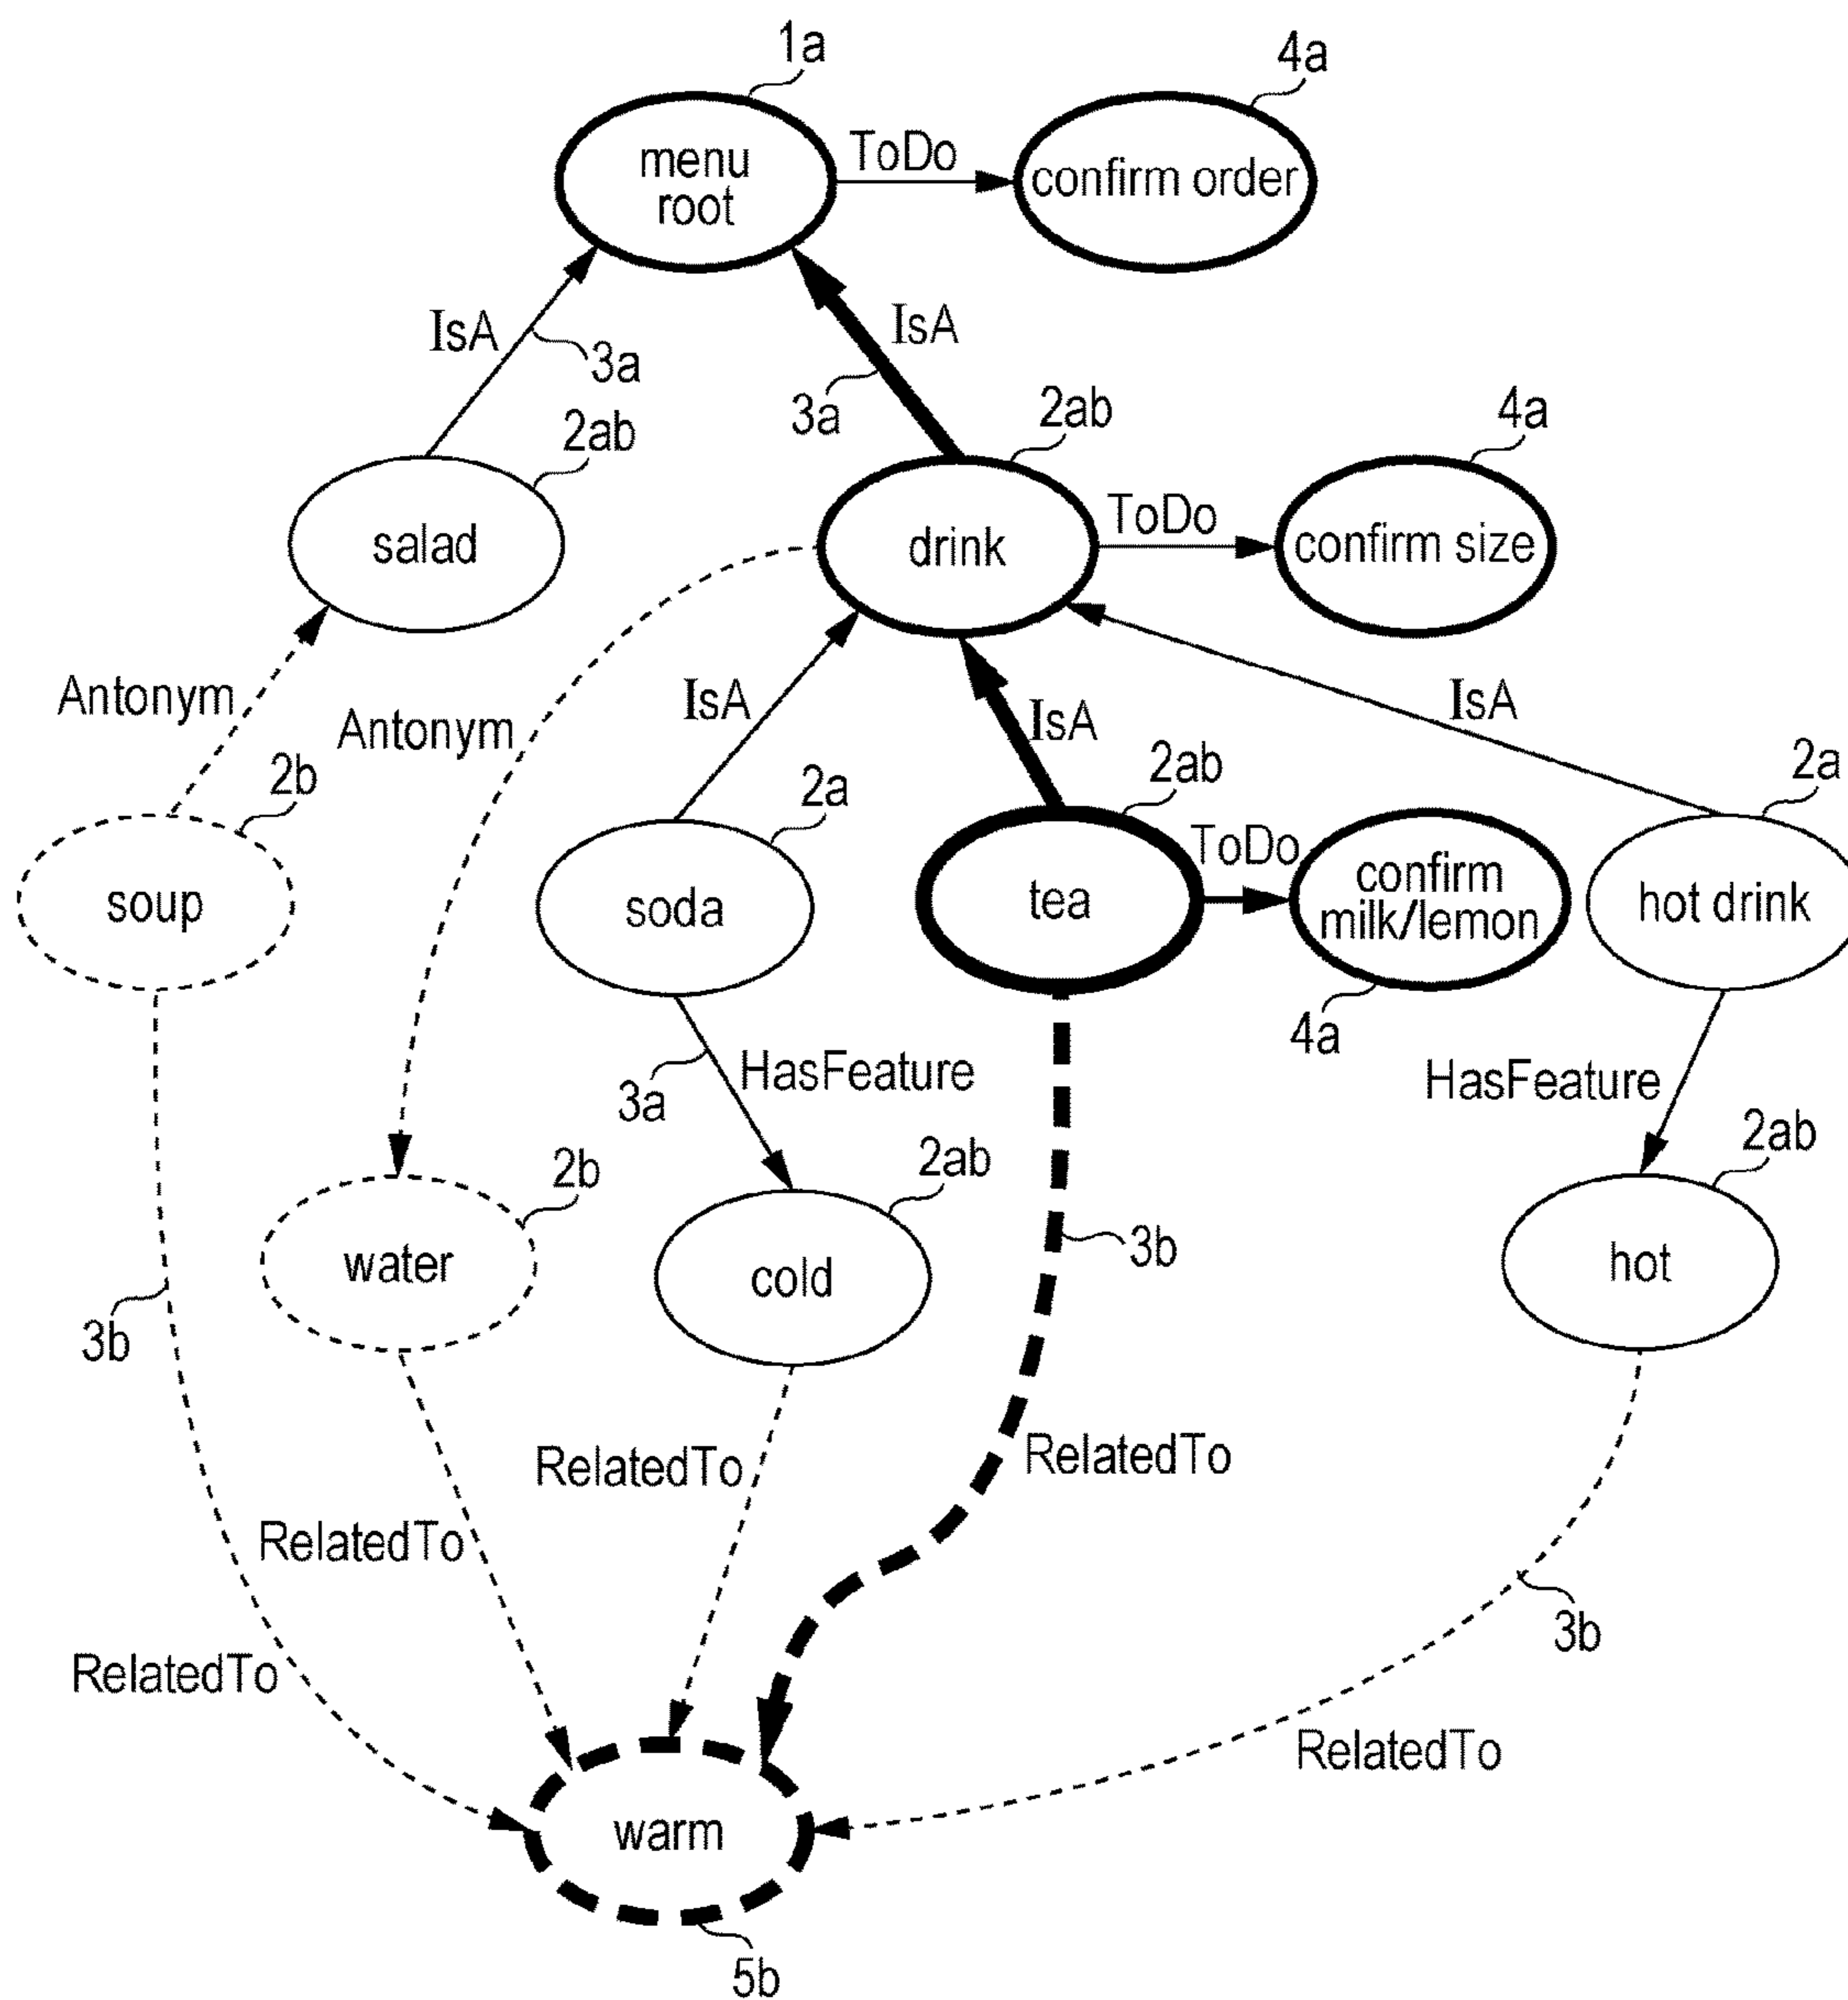 1a
4a
menu
root
ToDo
confirm order
IsA
3a
IsA
3a
2ab
2ab
4a
salad
drink
ToDo
confirm size
Antonym
Antonym
IsA
IsA
IsA
2b
2a
2ab
2a
soup
soda
tea
ToDo
confirm
milk/lemon
hot drink
4a
3a
HasFeature
HasFeature
2b
2ab
2ab
3b
water
cold
hot
3b
RelatedTo
RelatedTo
RelatedTo
3b
RelatedTo
RelatedTo
warm
5b